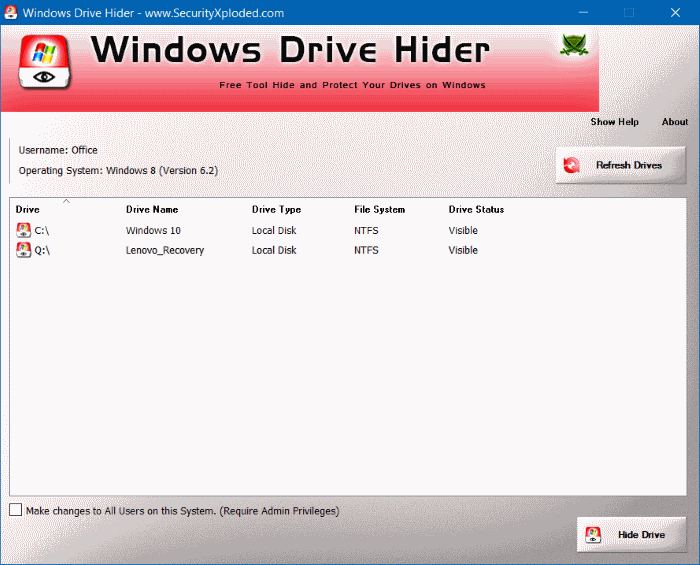 Windows Drive Hider - www.SecurityXploded.com
Windows Drive Hider
Free Tool Hide and Protect Your Drives on Windows
Show Help About
Username: Office
Operating System: Windows 8 (Version 6.2)
Refresh Drives
Drive Drive Name Drive Type File System Drive Status
C:\ Windows 10 Local Disk NTFS Visible
Q:\ Lenovo_Recovery Local Disk NTFS Visible
Make changes to All Users on this System. (Require Admin Privileges)
Hide Drive